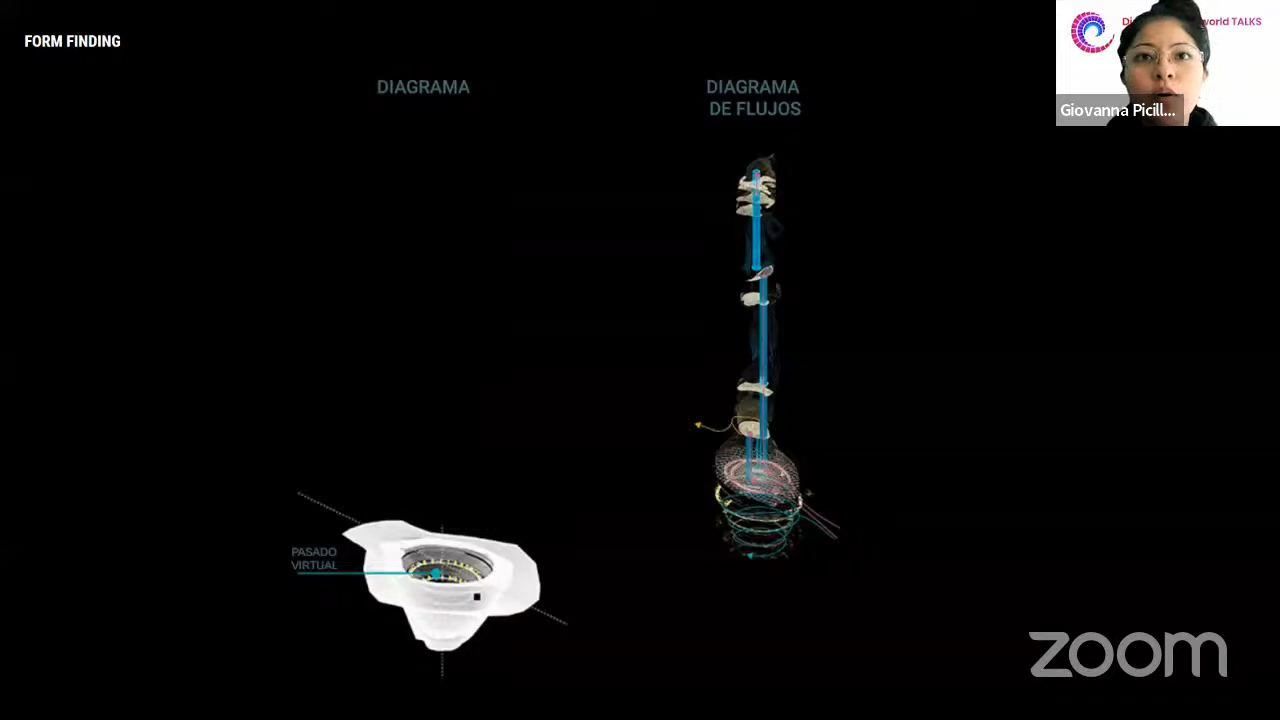 FORM FINDING
DIAGRAMA
DIAGRAMA
DE FLUJOS
world TALKS
Giovanna Picill...
PASADO
VIRTUAL
zoom